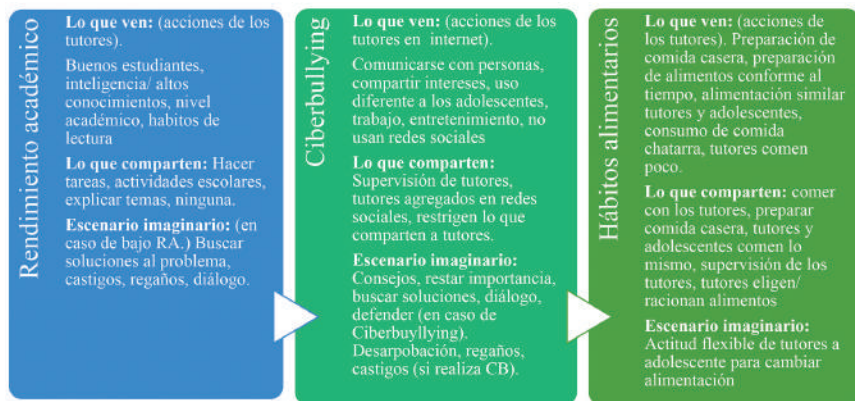 Rendimiento académico
Lo que ven: (acciones de los
tutores).
Buenos estudiantes,
inteligencia/ altos
conocimientos, nivel
académico, habitos de
lectura
Lo que comparten: Hacer
tareas, actividades escolares,
explicar temas, ninguna.
Escenario imaginario: (en
caso de bajo RA.) Buscar
soluciones al problema,
castigos, regaños, diálogo.
Ciberbullying
Lo que ven: (acciones de los
tutores en internet).
Comunicarse con personas,
compartir intereses, uso
diferente a los adolescentes,
trabajo, entretenimiento, no
usan redes sociales
Lo que comparten:
Supervisión de tutores,
tutores agregados en redes
sociales, restrigen lo que
comparten a tutores.
Escenario imaginario:
Consejos, restar importancia,
buscar soluciones, diálogo,
defender (en caso de
Ciberbuyllying).
Desarpobación, regaños,
castigos (si realiza CB).
Hábitos alimentarios
Lo que ven: (acciones de
los tutores). Preparación de
comida casera, preparación
de alimentos conforme al
tiempo, alimentación similar
tutores y adolescentes,
consumo de comida
chatarra, tutores comen
poco.
Lo que comparten: comer
con los tutores, preparar
comida casera, tutores y
adolescentes comen lo
mismo, supervisión de los
tutores, tutores eligen/
racionan alimentos
Escenario imaginario:
Actitud flexible de tutores a
adolescente para cambiar
alimentación